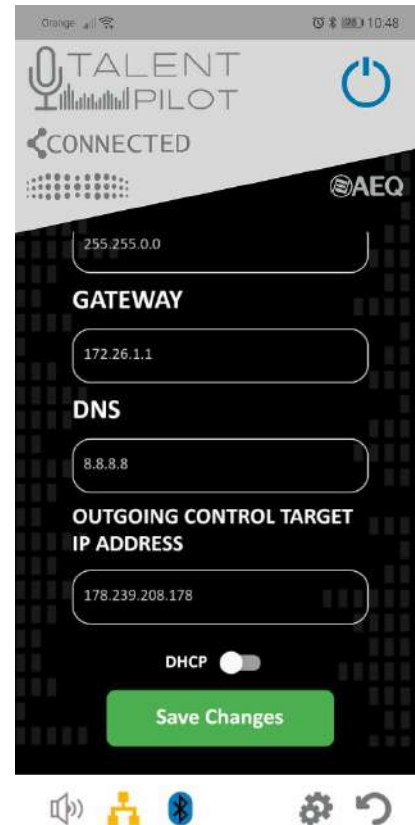 Orange 10:48
TALENT
PILOT
CONNECTED
AEQ
255.255.0.0
GATEWAY
172.26.1.1
DNS
8.8.8.8
OUTGOING CONTROL TARGET
IP ADDRESS
178.239.208.178
DHCP
Save Changes